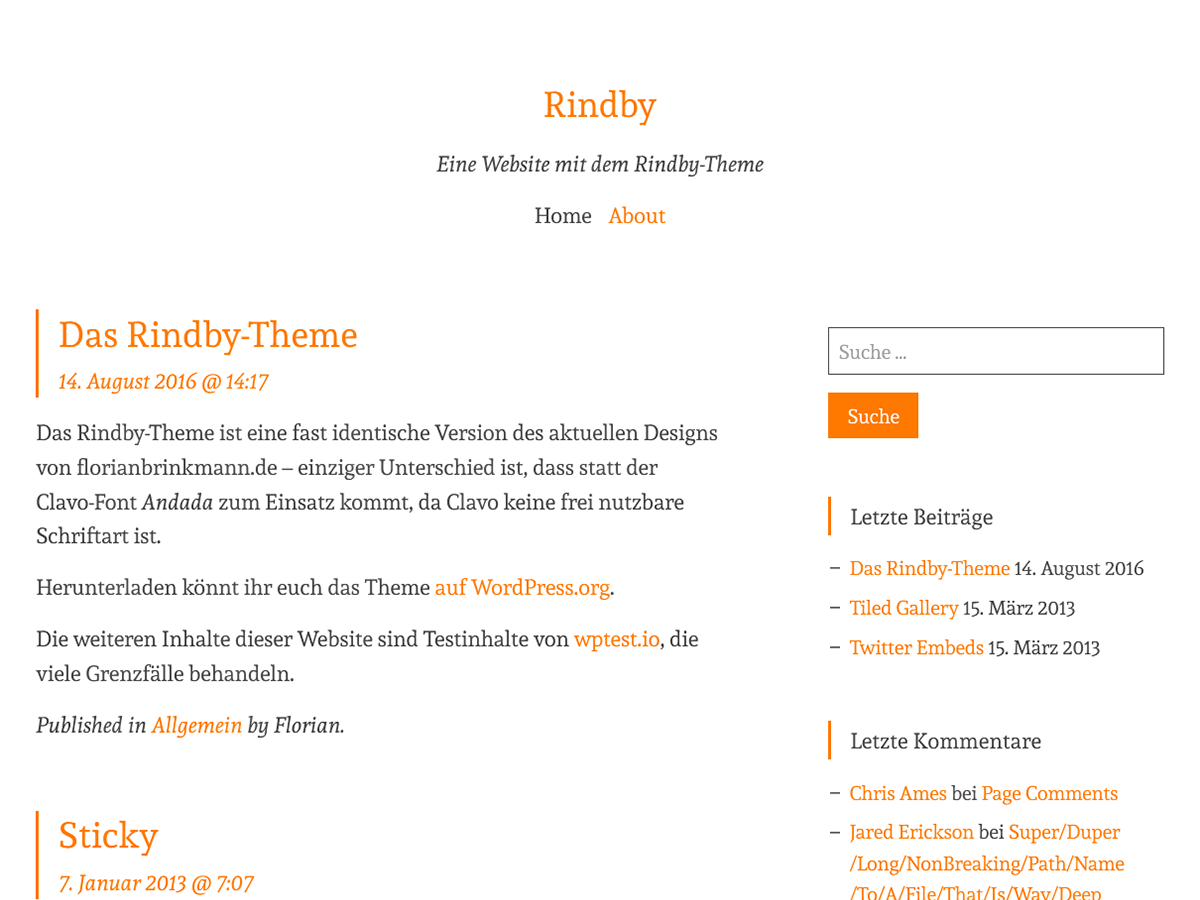 Rindby
Eine Website mit dem Rindby-Theme
Home About
Das Rindby-Theme
14. August 2016 @ 14:17
Das Rindby-Theme ist eine fast identische Version des aktuellen Designs
von florianbrinkmann.de – einziger Unterschied ist, dass statt der
Clavo-Font Andada zum Einsatz kommt, da Clavo keine frei nutzbare
Schriftart ist.
Herunterladen könnt ihr euch das Theme auf WordPress.org.
Die weiteren Inhalte dieser Website sind Testinhalte von wptest.io, die
viele Grenzfälle behandeln.
Published in Allgemein by Florian.
Sticky
7. Januar 2013 @ 7:07
Suche ...
Suche
Letzte Beiträge
– Das Rindby-Theme 14. August 2016
– Tiled Gallery 15. März 2013
– Twitter Embeds 15. März 2013
Letzte Kommentare
– Chris Ames bei Page Comments
– Jared Erickson bei Super/Duper
/Long/NonBreaking/Path/Name
/To/A/File/That/Is/Way/Deep